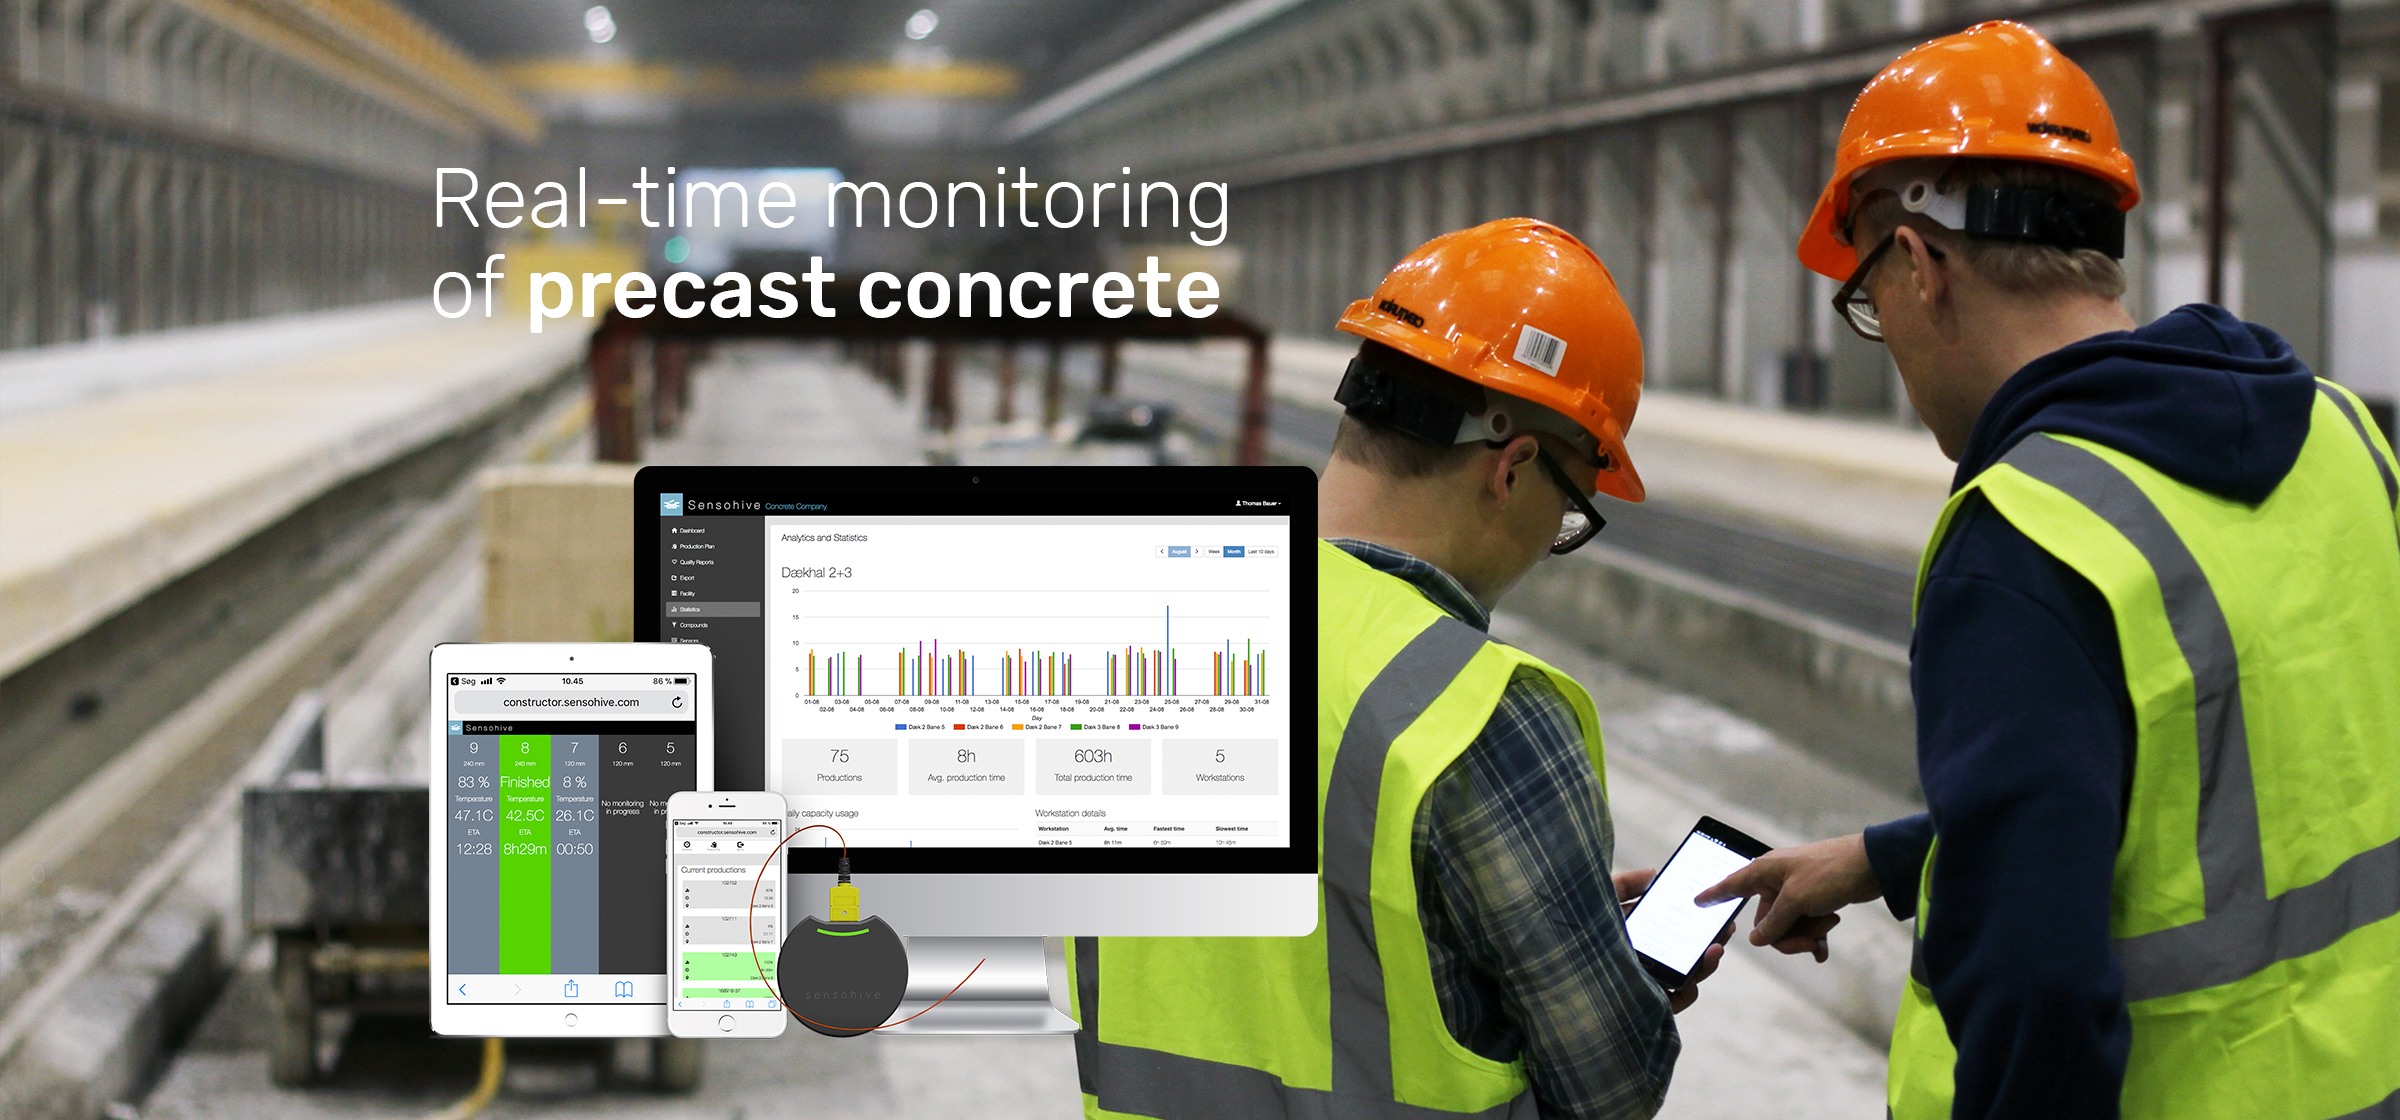 Real-time monitoring
of precast concrete
CONTIGA
CONTIGA
Sensohive Concrete Company
Thomas Bauer
Dashboard
Production Plan
Quality Reports
Export
Facility
Statistics
Compounds
Sensors
Analytics and Statistics
< August > Week Month Last 10 days
Dækhal 2+3
20
15
10
5
0
01-08 03-08 05-08 07-08 09-08 11-08 13-08 15-08 17-08 19-08 21-08 23-08 25-08 27-08 29-08 31-08
02-08 04-08 06-08 08-08 10-08 12-08 14-08 16-08 18-08 20-08 22-08 24-08 26-08 28-08 30-08
Day
Dæk 2 Bane 5 Dæk 2 Bane 6 Dæk 2 Bane 7 Dæk 3 Bane 8 Dæk 3 Bane 9
75 8h 603h 5
Productions Avg. production time Total production time Workstations
aily capacity usage
24
Workstation details
Workstation Avg. time Fastest time Slowest time
Dæk 2 Bane 5 8h 11m 6h 59m 10h 45m
Søg 10.45 86 %
constructor.sensohive.com
Sensohive
9 8 7 6 5
240 mm 240 mm 120 mm 120 mm 120 mm
83 % Finished 8 %
Temperature Temperature Temperature No monitoring No m
47.1C 42.5C 26.1C in progress in p
ETA ETA ETA
12:28 8h29m 00:50
Søg 10.45 86 %
constructor.sensohive.com
Current productions
102752
102711
102743
sensohive